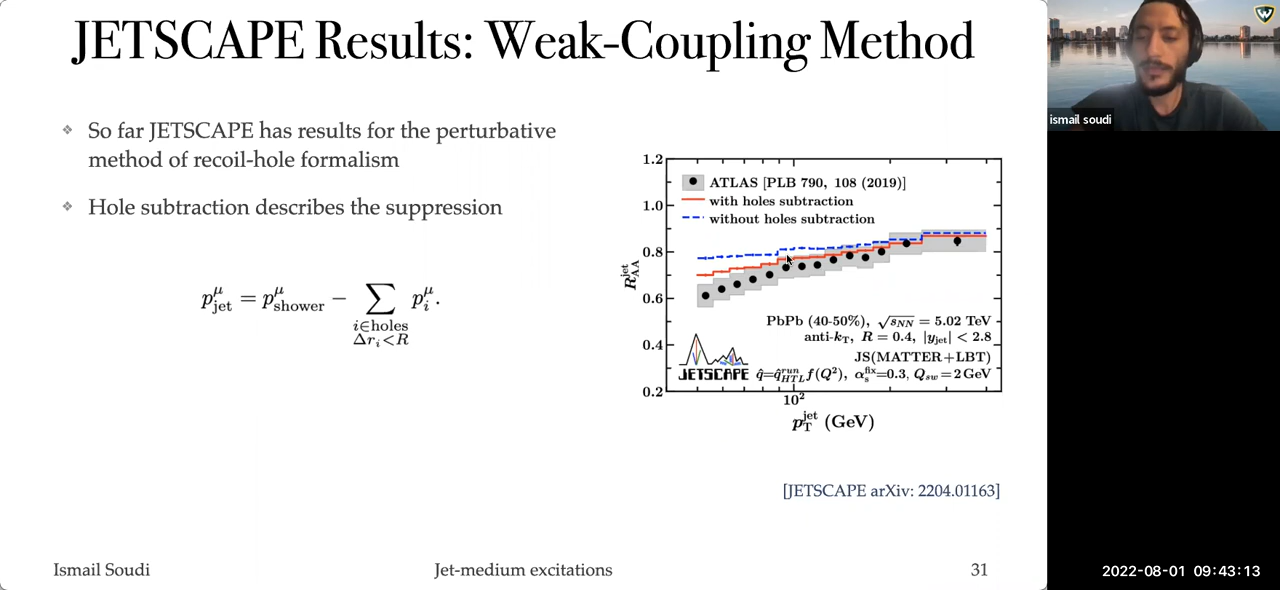 JETSCAPE Results: Weak-Coupling Method
ismail soudi
❖ So far JETSCAPE has results for the perturbative
method of recoil-hole formalism
❖ Hole subtraction describes the suppression
p^μ_jet = p^μ_shower − ∑_{i∈holes Δr_i<R} p^μ_i.
1.2
1.0
0.8
0.6
0.4
0.2
R^jet_AA
ATLAS [PLB 790, 108 (2019)]
with holes subtraction
without holes subtraction
PbPb (40-50%), √s_NN = 5.02 TeV
anti-k_T, R = 0.4, |y_jet| < 2.8
JS(MATTER+LBT)
JETSCAPE q̂=q̂^run_HTL f(Q²), α_s^fix=0.3, Q_sw=2GeV
10²
p^jet_T (GeV)
[JETSCAPE arXiv: 2204.01163]
Ismail Soudi Jet-medium excitations 31
2022-08-01 09:43:13